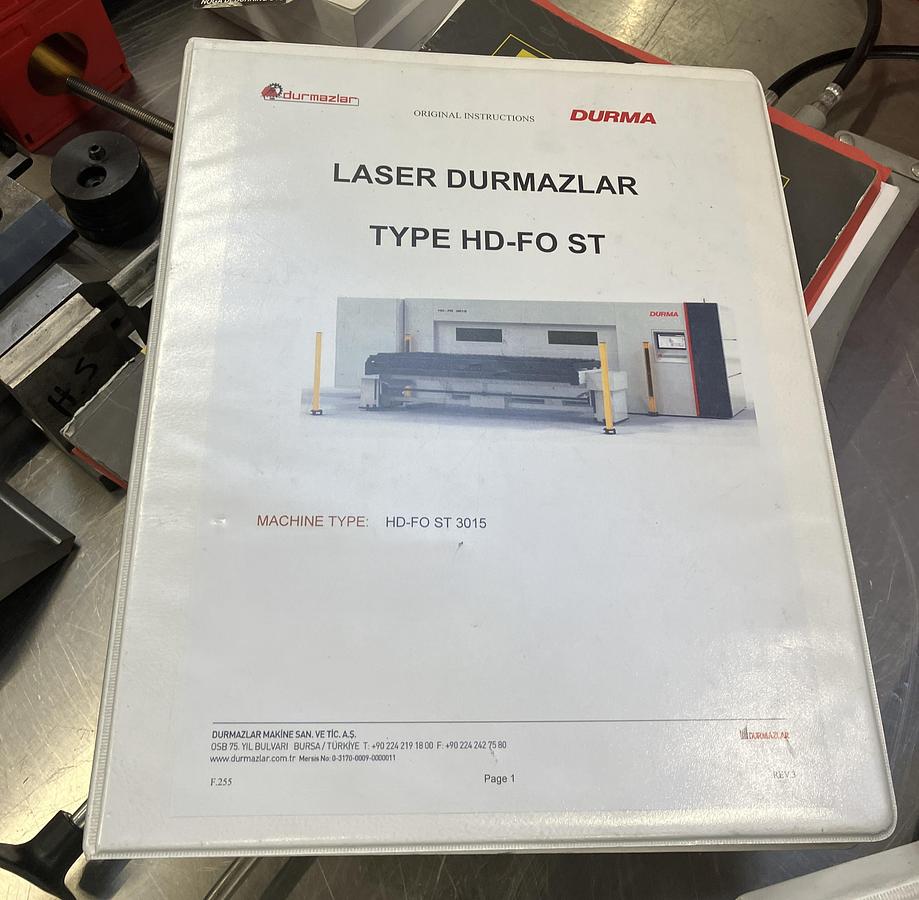 durmazlar
ORIGINAL INSTRUCTIONS
DURMA
LASER DURMAZLAR
TYPE HD-FO ST
DURMA
MACHINE TYPE: HD-FO ST 3015
DURMAZLAR MAKİNE SAN. VE TİC. A.Ş.
OSB 75. YIL BULVARI BURSA / TÜRKİYE T: +90 224 219 18 00 F: +90 224 242 75 80
www.durmazlar.com.tr Mersis No: 0-3170-0009-0000011
DURMAZLAR
F.255
Page 1
REV.3